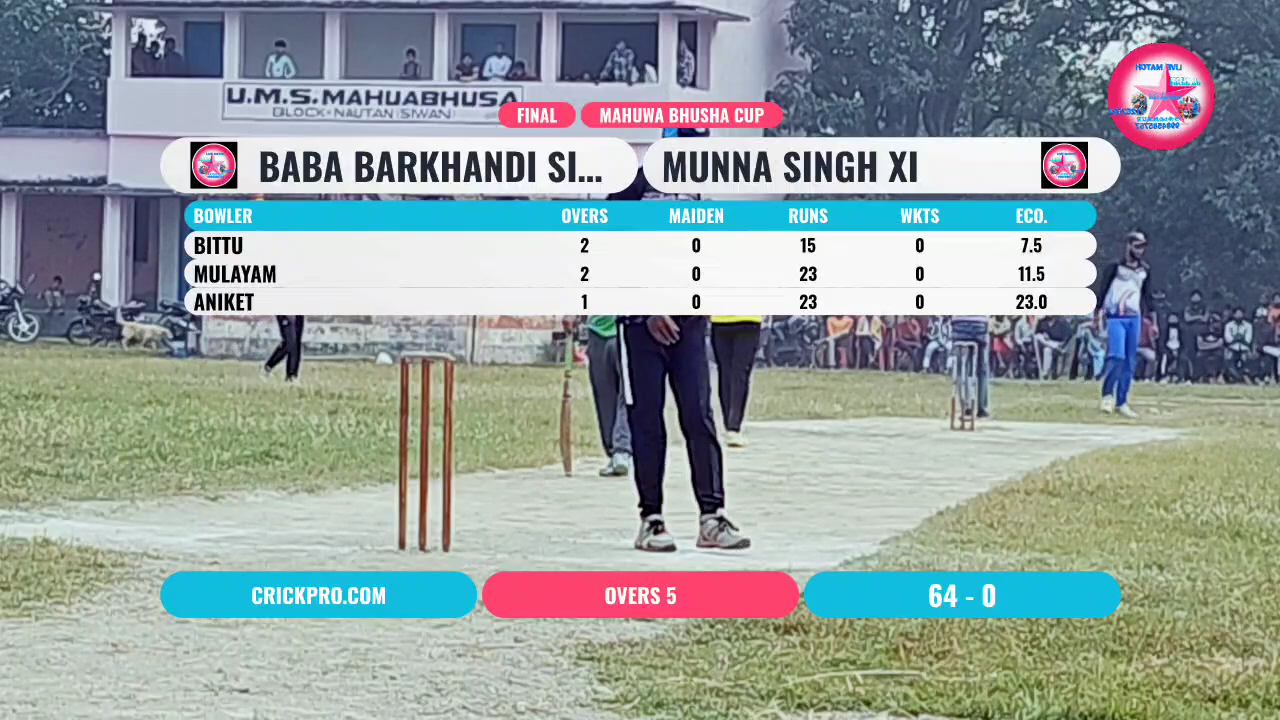 U.M.S.MAHUABHUSA
BLOCK-NAUTAN (SIWAN)
FINAL MAHUWA BHUSHA CUP
BABA BARKHANDI SI... MUNNA SINGH XI
BOWLER OVERS MAIDEN RUNS WKTS ECO.
BITTU 2 0 15 0 7.5
MULAYAM 2 0 23 0 11.5
ANIKET 1 0 23 0 23.0
CRICKPRO.COM OVERS 5 64 - 0